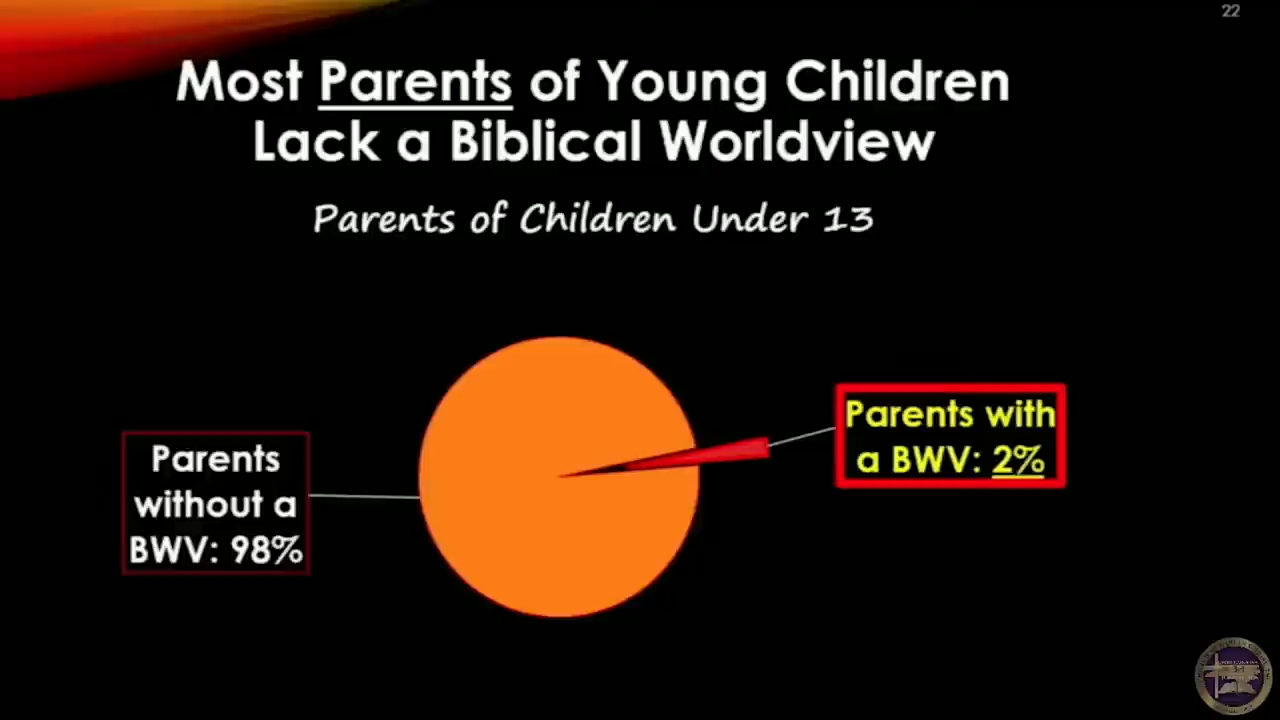 22
Most Parents of Young Children
Lack a Biblical Worldview
Parents of Children Under 13
Parents with
a BWV: 2%
Parents
without a
BWV: 98%